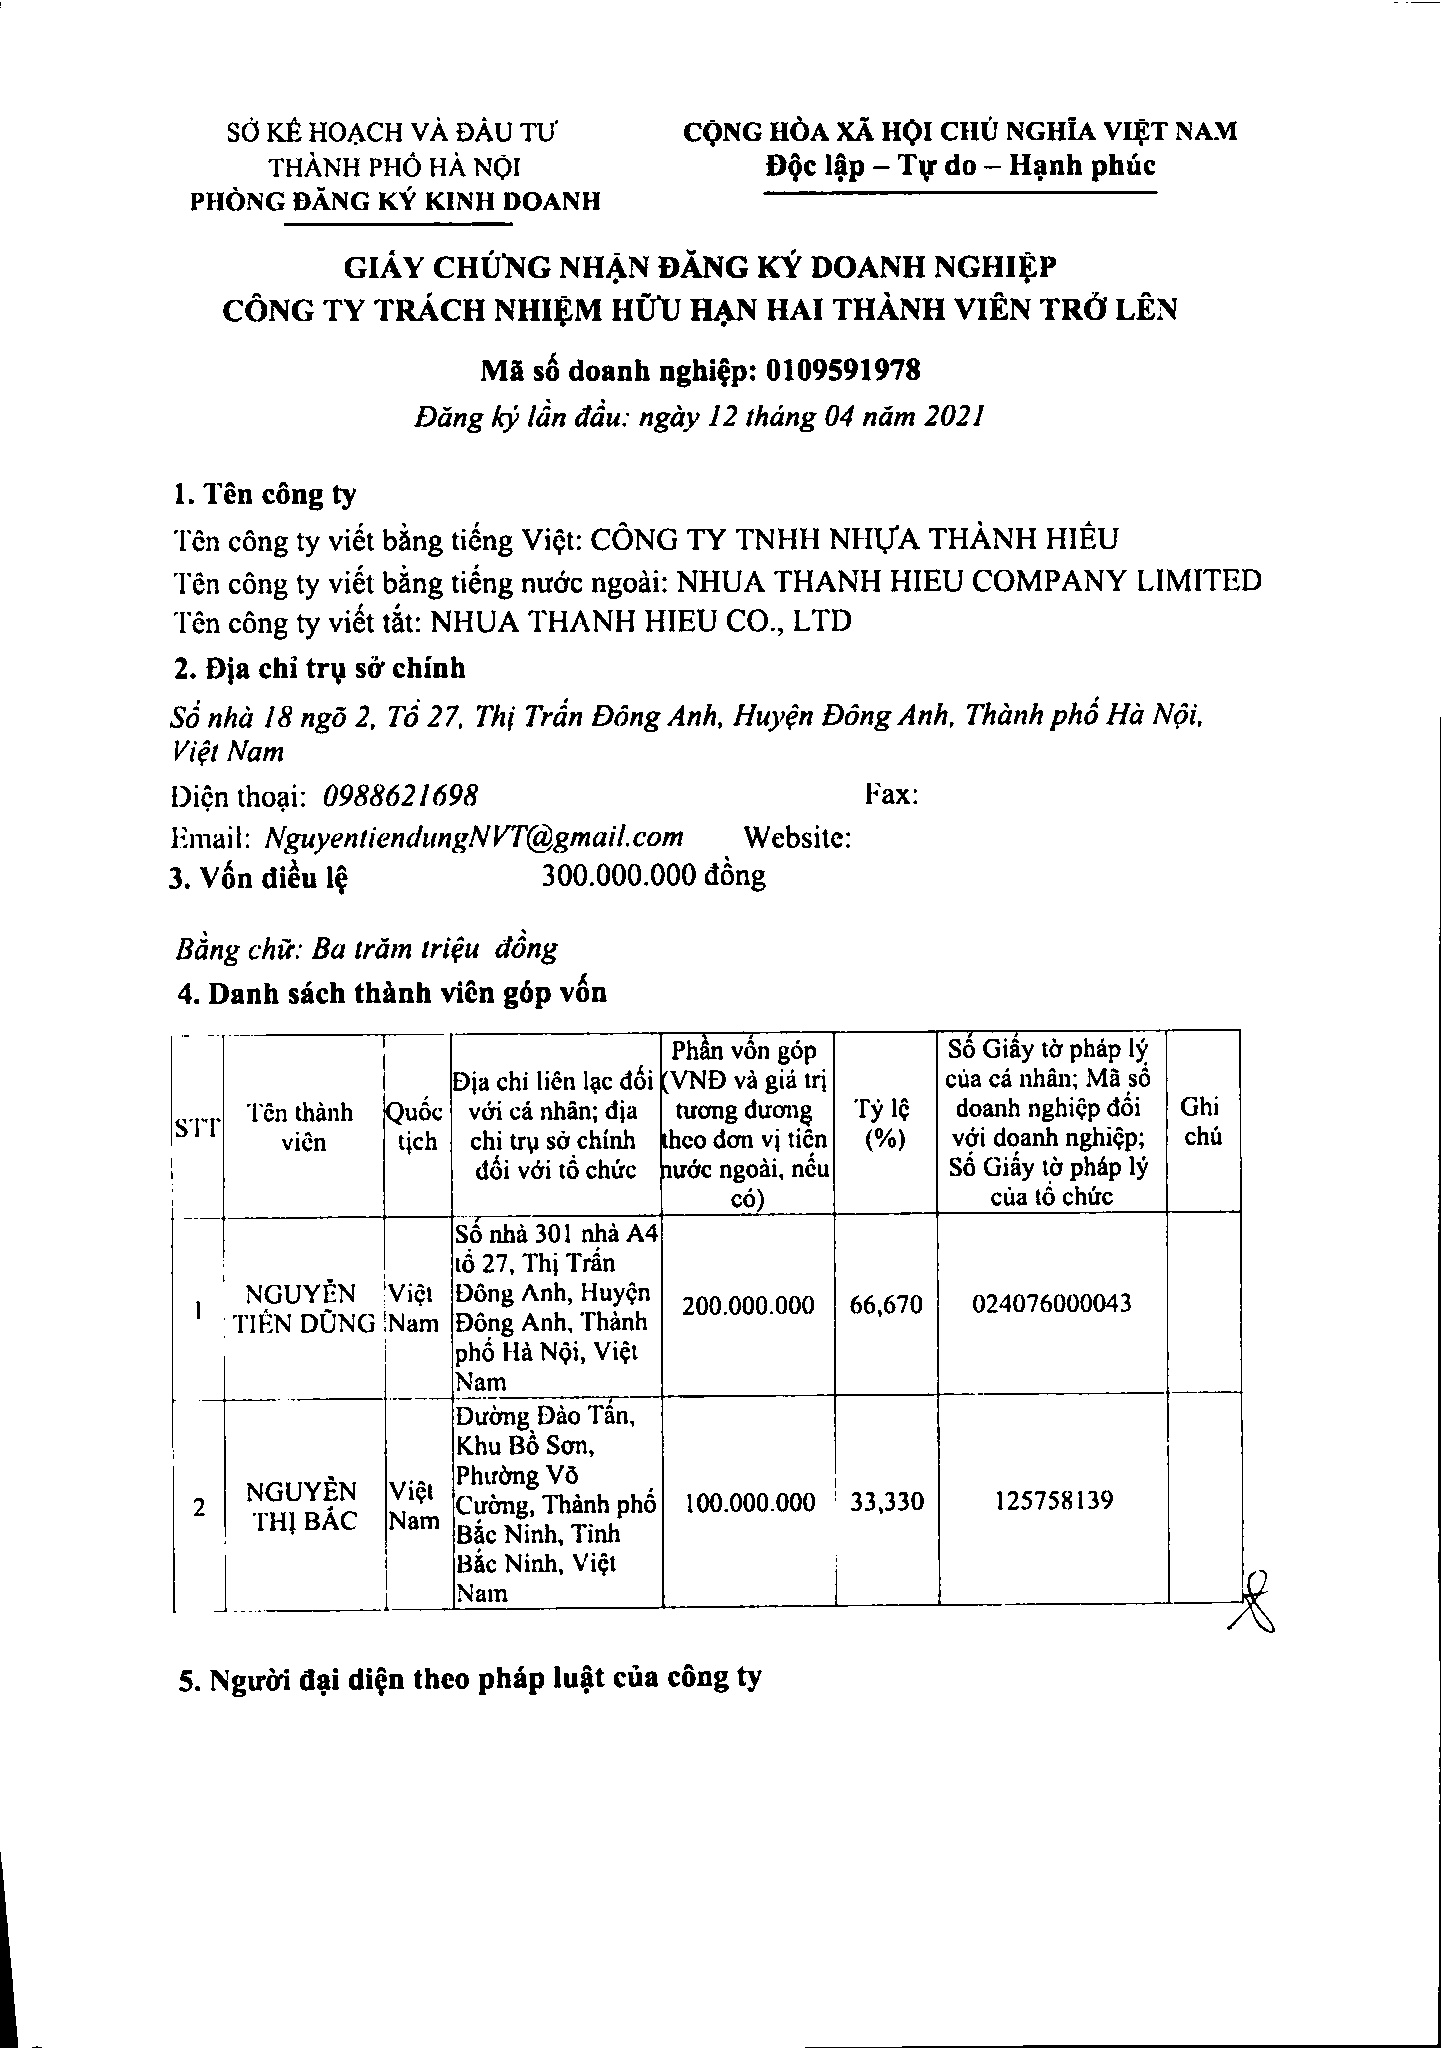 SỞ KẾ HOẠCH VÀ ĐẦU TƯ
THÀNH PHỐ HÀ NỘI
PHÒNG ĐĂNG KÝ KINH DOANH
CỘNG HÒA XÃ HỘI CHỦ NGHĨA VIỆT NAM
Độc lập – Tự do – Hạnh phúc
GIẤY CHỨNG NHẬN ĐĂNG KÝ DOANH NGHIỆP
CÔNG TY TRÁCH NHIỆM HỮU HẠN HAI THÀNH VIÊN TRỞ LÊN
Mã số doanh nghiệp: 0109591978
Đăng ký lần đầu: ngày 12 tháng 04 năm 2021
1. Tên công ty
Tên công ty viết bằng tiếng Việt: CÔNG TY TNHH NHỰA THÀNH HIẾU
Tên công ty viết bằng tiếng nước ngoài: NHUA THANH HIEU COMPANY LIMITED
Tên công ty viết tắt: NHUA THANH HIEU CO., LTD
2. Địa chỉ trụ sở chính
Số nhà 18 ngõ 2, Tổ 27, Thị Trấn Đông Anh, Huyện Đông Anh, Thành phố Hà Nội,
Việt Nam
Điện thoại: 0988621698 Fax:
Email: NguyentiendungNVT@gmail.com Website:
3. Vốn điều lệ 300.000.000 đồng
Bằng chữ: Ba trăm triệu đồng
4. Danh sách thành viên góp vốn
STT
Tên thành
viên
Quốc
tịch
Địa chỉ liên lạc đối
với cá nhân; địa
chỉ trụ sở chính
đối với tổ chức
Phần vốn góp
(VNĐ và giá trị
tương đương
theo đơn vị tiền
nước ngoài, nếu
có)
Tỷ lệ
(%)
Số Giấy tờ pháp lý
của cá nhân; Mã số
doanh nghiệp đối
với doanh nghiệp;
Số Giấy tờ pháp lý
của tổ chức
Ghi
chú
1
NGUYỄN
TIẾN DŨNG
Việt
Nam
Số nhà 301 nhà A4
tổ 27, Thị Trấn
Đông Anh, Huyện
Đông Anh, Thành
phố Hà Nội, Việt
Nam
200.000.000
66,670
024076000043
2
NGUYỄN
THỊ BẮC
Việt
Nam
Đường Đào Tấn,
Khu Bồ Sơn,
Phường Võ
Cường, Thành phố
Bắc Ninh, Tỉnh
Bắc Ninh, Việt
Nam
100.000.000
33,330
125758139
5. Người đại diện theo pháp luật của công ty